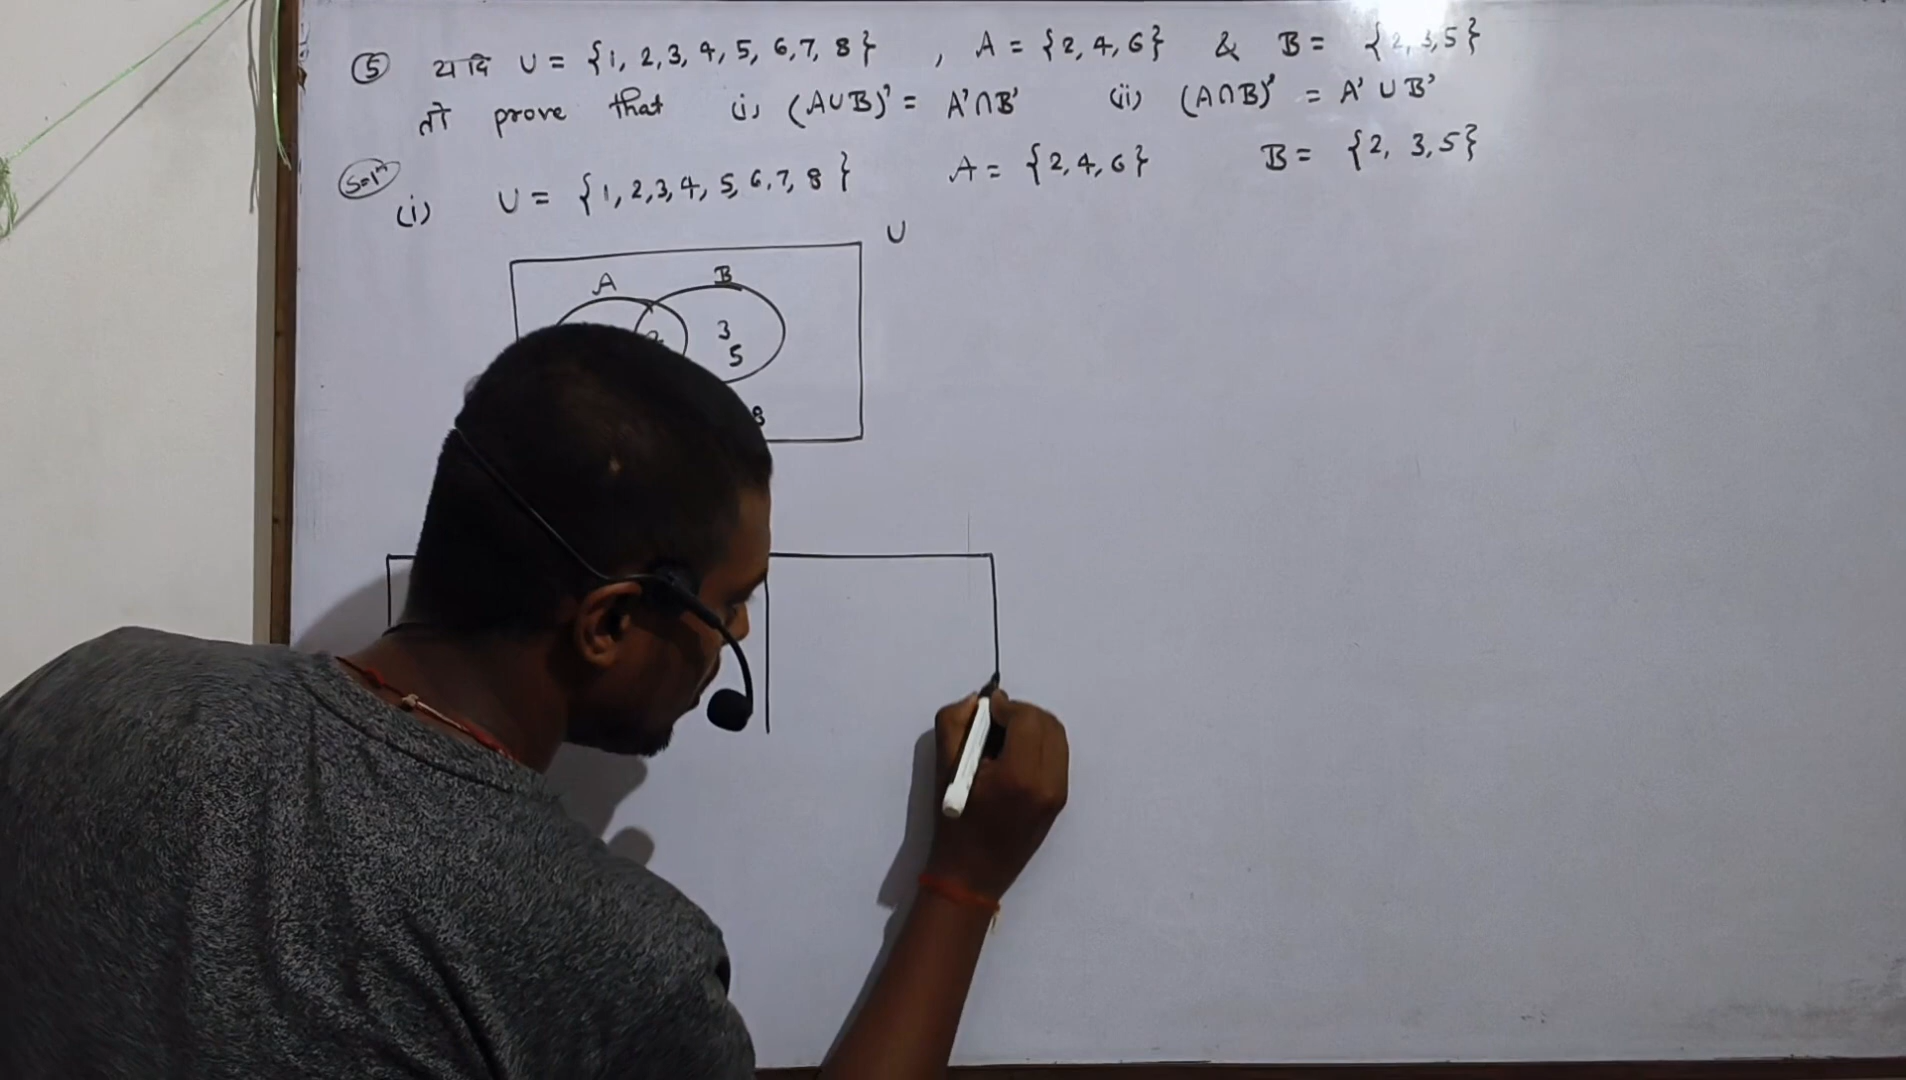 (5) यदि U = {1, 2, 3, 4, 5, 6, 7, 8} , A = {2, 4, 6} & B = {2, 3, 5}
तो prove that (i) (A∪B)' = A'∩B' (ii) (A∩B)' = A' ∪ B'
Solⁿ
(i) U = {1, 2, 3, 4, 5, 6, 7, 8} A = {2, 4, 6} B = {2, 3, 5}
U
A B
3
5
8